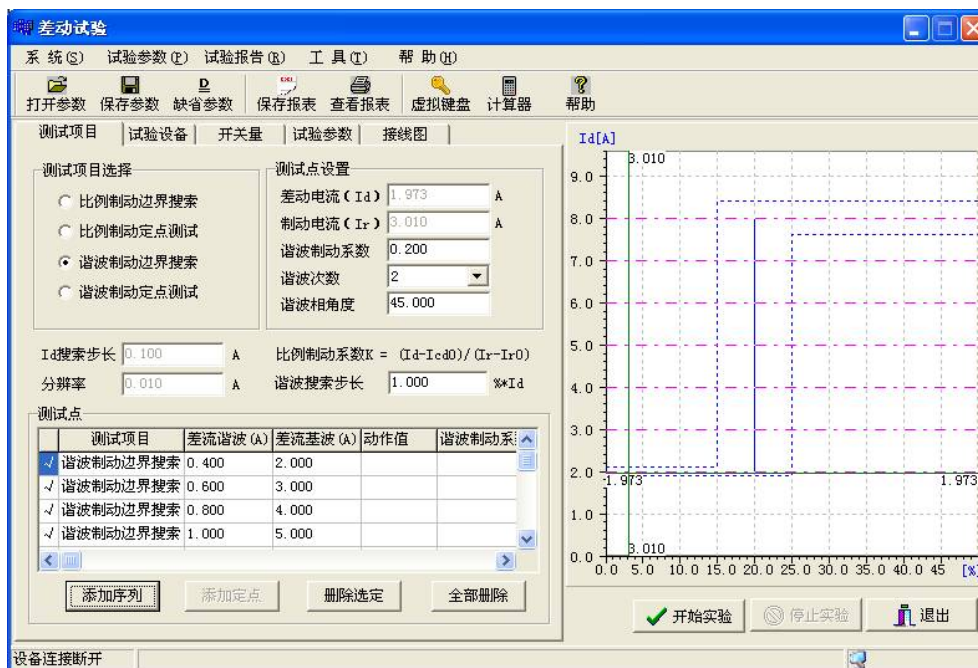 差动试验
系 统(S) 试验参数(P) 试验报告(R) 工 具(T) 帮 助(H)
打开参数 保存参数 缺省参数 保存报表 查看报表 虚拟键盘 计算器 帮助
测试项目 试验设备 开关量 试验参数 接线图
测试项目选择
比例制动边界搜索
比例制动定点测试
谐波制动边界搜索
谐波制动定点测试
测试点设置
差动电流(Id) 1.973 A
制动电流(Ir) 3.010 A
谐波制动系数 0.200
谐波次数 2
谐波相角度 45.000
Id搜索步长 0.100 A 比例制动系数K = (Id-Icd0)/(Ir-Ir0)
分辨率 0.010 A 谐波搜索步长 1.000 %*Id
测试点
测试项目 差流谐波(A) 差流基波(A) 动作值 谐波制动系
√ 谐波制动边界搜索 0.400 2.000
√ 谐波制动边界搜索 0.600 3.000
√ 谐波制动边界搜索 0.800 4.000
√ 谐波制动边界搜索 1.000 5.000
添加序列 添加定点 删除选定 全部删除
Id[A]
3.010
9.0
8.0
7.0
6.0
5.0
4.0
3.0
2.0
1.973 1.973
1.0
3.010
0.0
0.0 5.0 10.0 15.0 20.0 25.0 30.0 35.0 40.0 45 [%
开始实验 停止实验 退出
设备连接断开